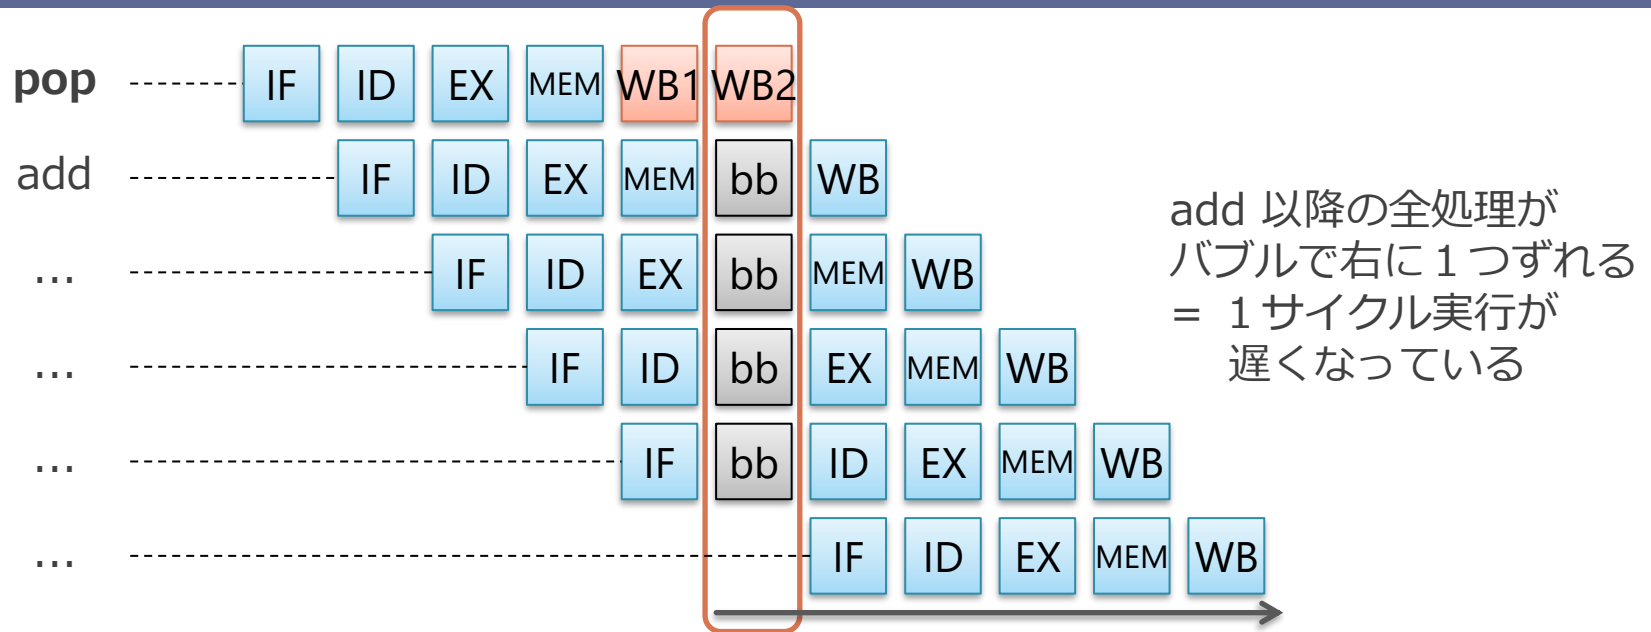 pop IF ID EX MEM WB1 WB2
add IF ID EX MEM bb WB
... IF ID EX bb MEM WB
... IF ID bb EX MEM WB
... IF bb ID EX MEM WB
... IF ID EX MEM WB
add 以降の全処理が
バブルで右に１つずれる
= １サイクル実行が
遅くなっている